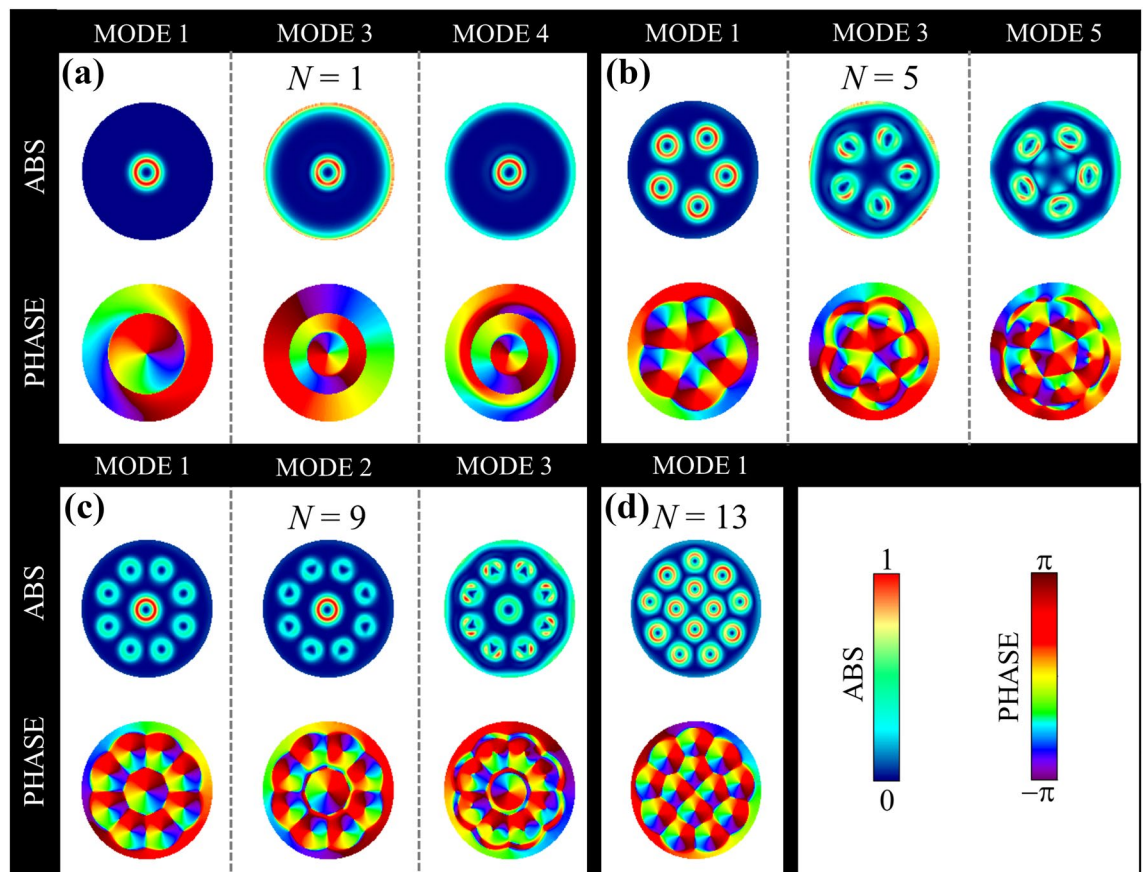 MODE 1 MODE 3 MODE 4 MODE 1 MODE 3 MODE 5
(a) N = 1 (b) N = 5
ABS
PHASE
MODE 1 MODE 2 MODE 3 MODE 1
(c) N = 9 (d) N = 13
ABS
1 π
ABS PHASE
0 −π
PHASE